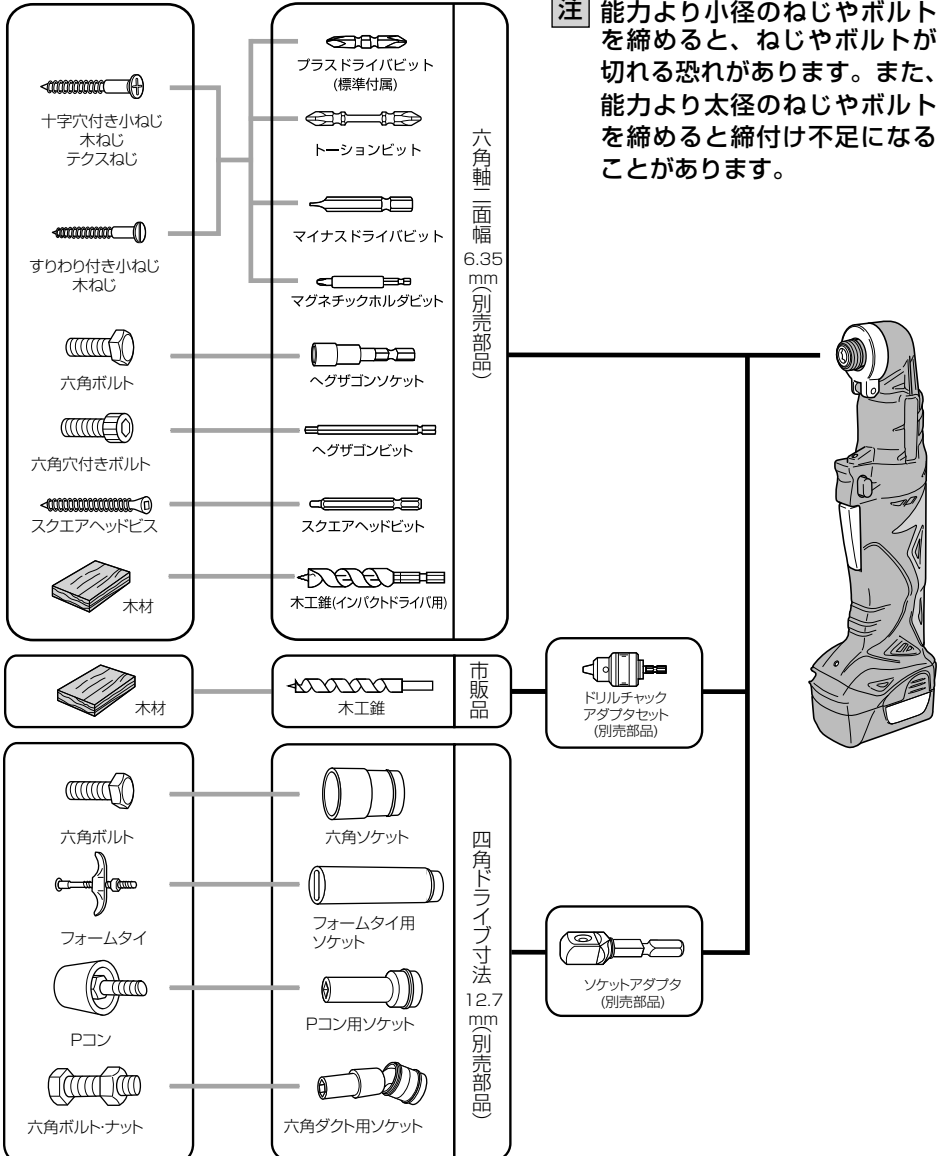 注 能力より小径のねじやボルト
を締めると、ねじやボルトが
切れる恐れがあります。また、
能力より太径のねじやボルト
を締めると締付け不足になる
ことがあります。
十字穴付き小ねじ
木ねじ
テクスねじ
すりわり付き小ねじ
木ねじ
六角ボルト
六角穴付きボルト
スクエアヘッドビス
木材
プラスドライバビット
(標準付属)
トーションビット
マイナスドライバビット
マグネチックホルダビット
ヘグザゴンソケット
ヘグザゴンビット
スクエアヘッドビット
木工錐(インパクトドライバ用)
六角軸二面幅6.35mm(別売部品)
木材
木工錐
市販品
ドリルチャック
アダプタセット
(別売部品)
六角ボルト
フォームタイ
Pコン
六角ボルト・ナット
六角ソケット
フォームタイ用
ソケット
Pコン用ソケット
六角ダクト用ソケット
四角ドライブ寸法12.7mm(別売部品)
ソケットアダプタ
(別売部品)